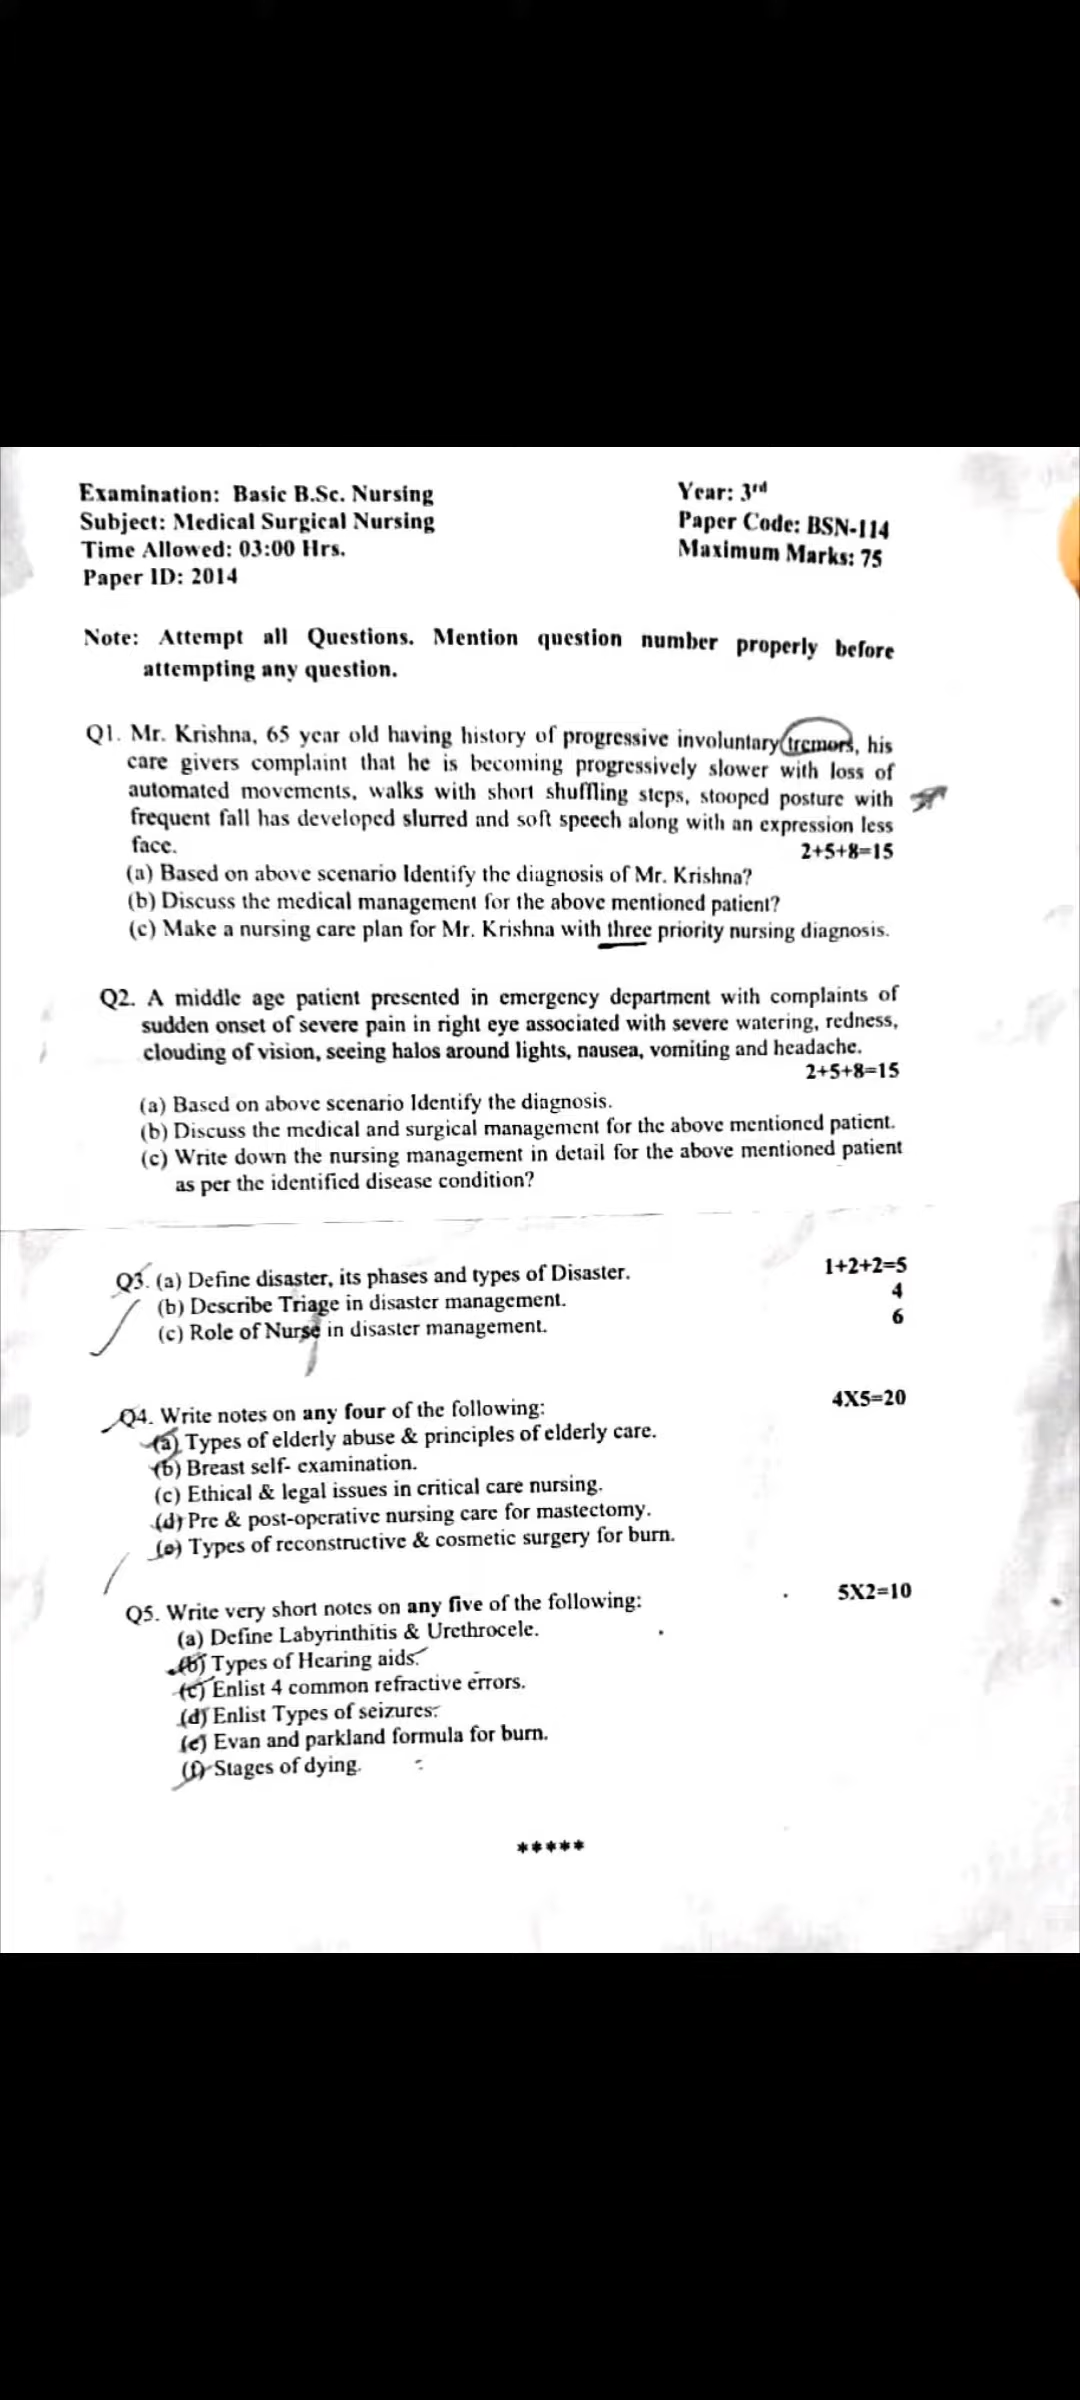 Examination: Basic B.Sc. Nursing
Year: 3rd
Subject: Medical Surgical Nursing
Paper Code: BSN-114
Time Allowed: 03:00 Hrs.
Maximum Marks: 75
Paper ID: 2014
Note: Attempt all Questions. Mention question number properly before
attempting any question.
Q1. Mr. Krishna, 65 year old having history of progressive involuntary tremors, his
care givers complaint that he is becoming progressively slower with loss of
automated movements, walks with short shuffling steps, stooped posture with
frequent fall has developed slurred and soft speech along with an expression less
face.
2+5+8=15
(a) Based on above scenario Identify the diagnosis of Mr. Krishna?
(b) Discuss the medical management for the above mentioned patient?
(c) Make a nursing care plan for Mr. Krishna with three priority nursing diagnosis.
Q2. A middle age patient presented in emergency department with complaints of
sudden onset of severe pain in right eye associated with severe watering, redness,
clouding of vision, seeing halos around lights, nausea, vomiting and headache.
2+5+8=15
(a) Based on above scenario Identify the diagnosis.
(b) Discuss the medical and surgical management for the above mentioned patient.
(c) Write down the nursing management in detail for the above mentioned patient
as per the identified disease condition?
Q3. (a) Define disaster, its phases and types of Disaster. 1+2+2=5
(b) Describe Triage in disaster management. 4
(c) Role of Nurse in disaster management. 6
Q4. Write notes on any four of the following: 4X5=20
(a) Types of elderly abuse & principles of elderly care.
(b) Breast self- examination.
(c) Ethical & legal issues in critical care nursing.
(d) Pre & post-operative nursing care for mastectomy.
(e) Types of reconstructive & cosmetic surgery for burn.
Q5. Write very short notes on any five of the following: 5X2=10
(a) Define Labyrinthitis & Urethrocele.
(b) Types of Hearing aids.
(c) Enlist 4 common refractive errors.
(d) Enlist Types of seizures.
(e) Evan and parkland formula for burn.
(f) Stages of dying.
*****